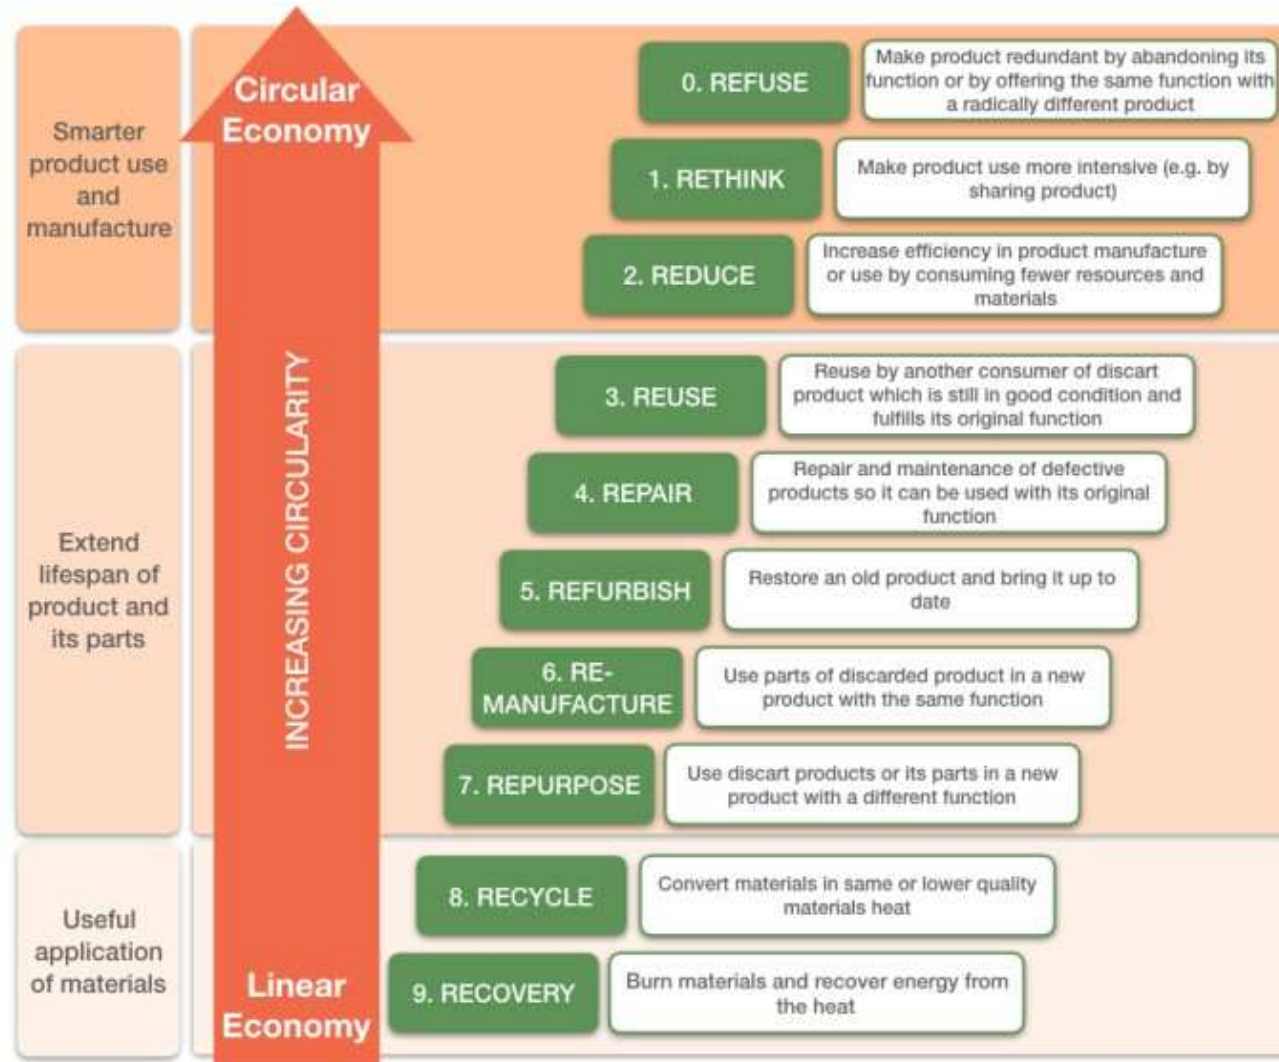 Smarter
product use
and
manufacture
Circular
Economy
0. REFUSE
Make product redundant by abandoning its
function or by offering the same function with
a radically different product
1. RETHINK
Make product use more intensive (e.g. by
sharing product)
2. REDUCE
Increase efficiency in product manufacture
or use by consuming fewer resources and
materials
Extend
lifespan of
product and
its parts
INCREASING CIRCULARITY
3. REUSE
Reuse by another consumer of discart
product which is still in good condition and
fulfills its original function
4. REPAIR
Repair and maintenance of defective
products so it can be used with its original
function
5. REFURBISH
Restore an old product and bring it up to
date
6. RE-
MANUFACTURE
Use parts of discarded product in a new
product with the same function
7. REPURPOSE
Use discart products or its parts in a new
product with a different function
Useful
application
of materials
8. RECYCLE
Convert materials in same or lower quality
materials heat
Linear
Economy
9. RECOVERY
Burn materials and recover energy from
the heat